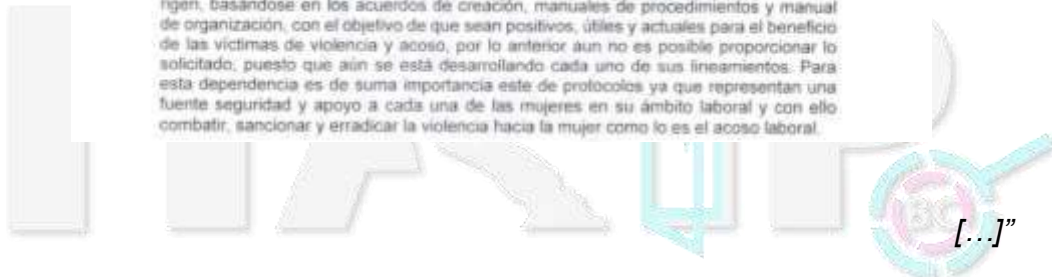 rigen, basándose en los acuerdos de creación, manuales de procedimientos y manual
de organización, con el objetivo de que sean positivos, útiles y actuales para el beneficio
de las víctimas de violencia y acoso, por lo anterior aun no es posible proporcionar lo
solicitado, puesto que aún se está desarrollando cada uno de sus lineamientos. Para
esta dependencia es de suma importancia este de protocolos ya que representan una
fuente seguridad y apoyo a cada una de las mujeres en su ámbito laboral y con ello
combatir, sancionar y erradicar la violencia hacia la mujer como lo es el acoso laboral.
ITAIP
BC
[…]”